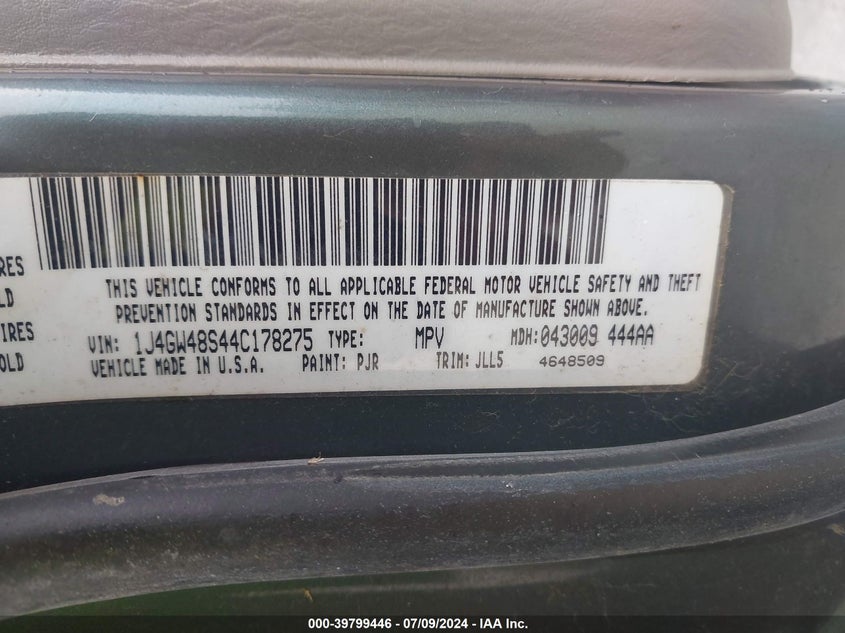 THIS VEHICLE CONFORMS TO ALL APPLICABLE FEDERAL MOTOR VEHICLE SAFETY AND THEFT
PREVENTION STANDARDS IN EFFECT ON THE DATE OF MANUFACTURE SHOWN ABOVE.
VIN: 1J4GW48S44C178275 TYPE: MPV MDH:043009 444AA
VEHICLE MADE IN U.S.A. PAINT: PJR TRIM: JLL5 4648509
RES
LD
IRES
OLD
000-39799446 - 07/09/2024 - IAA Inc.